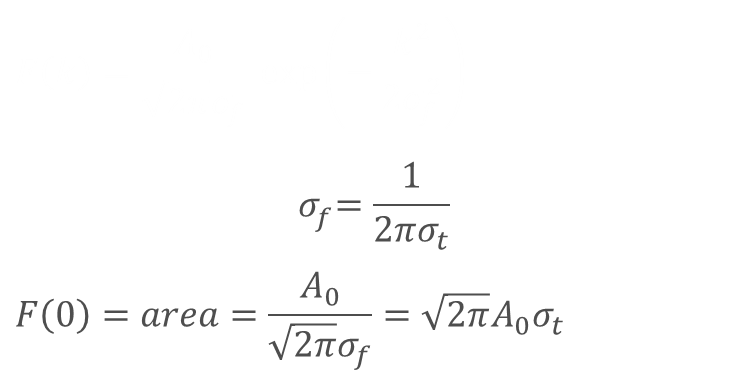 σ_f = 1 / (2πσ_t)
F(0) = area = A_0 / (√(2π)σ_f) = √(2π)A_0σ_t